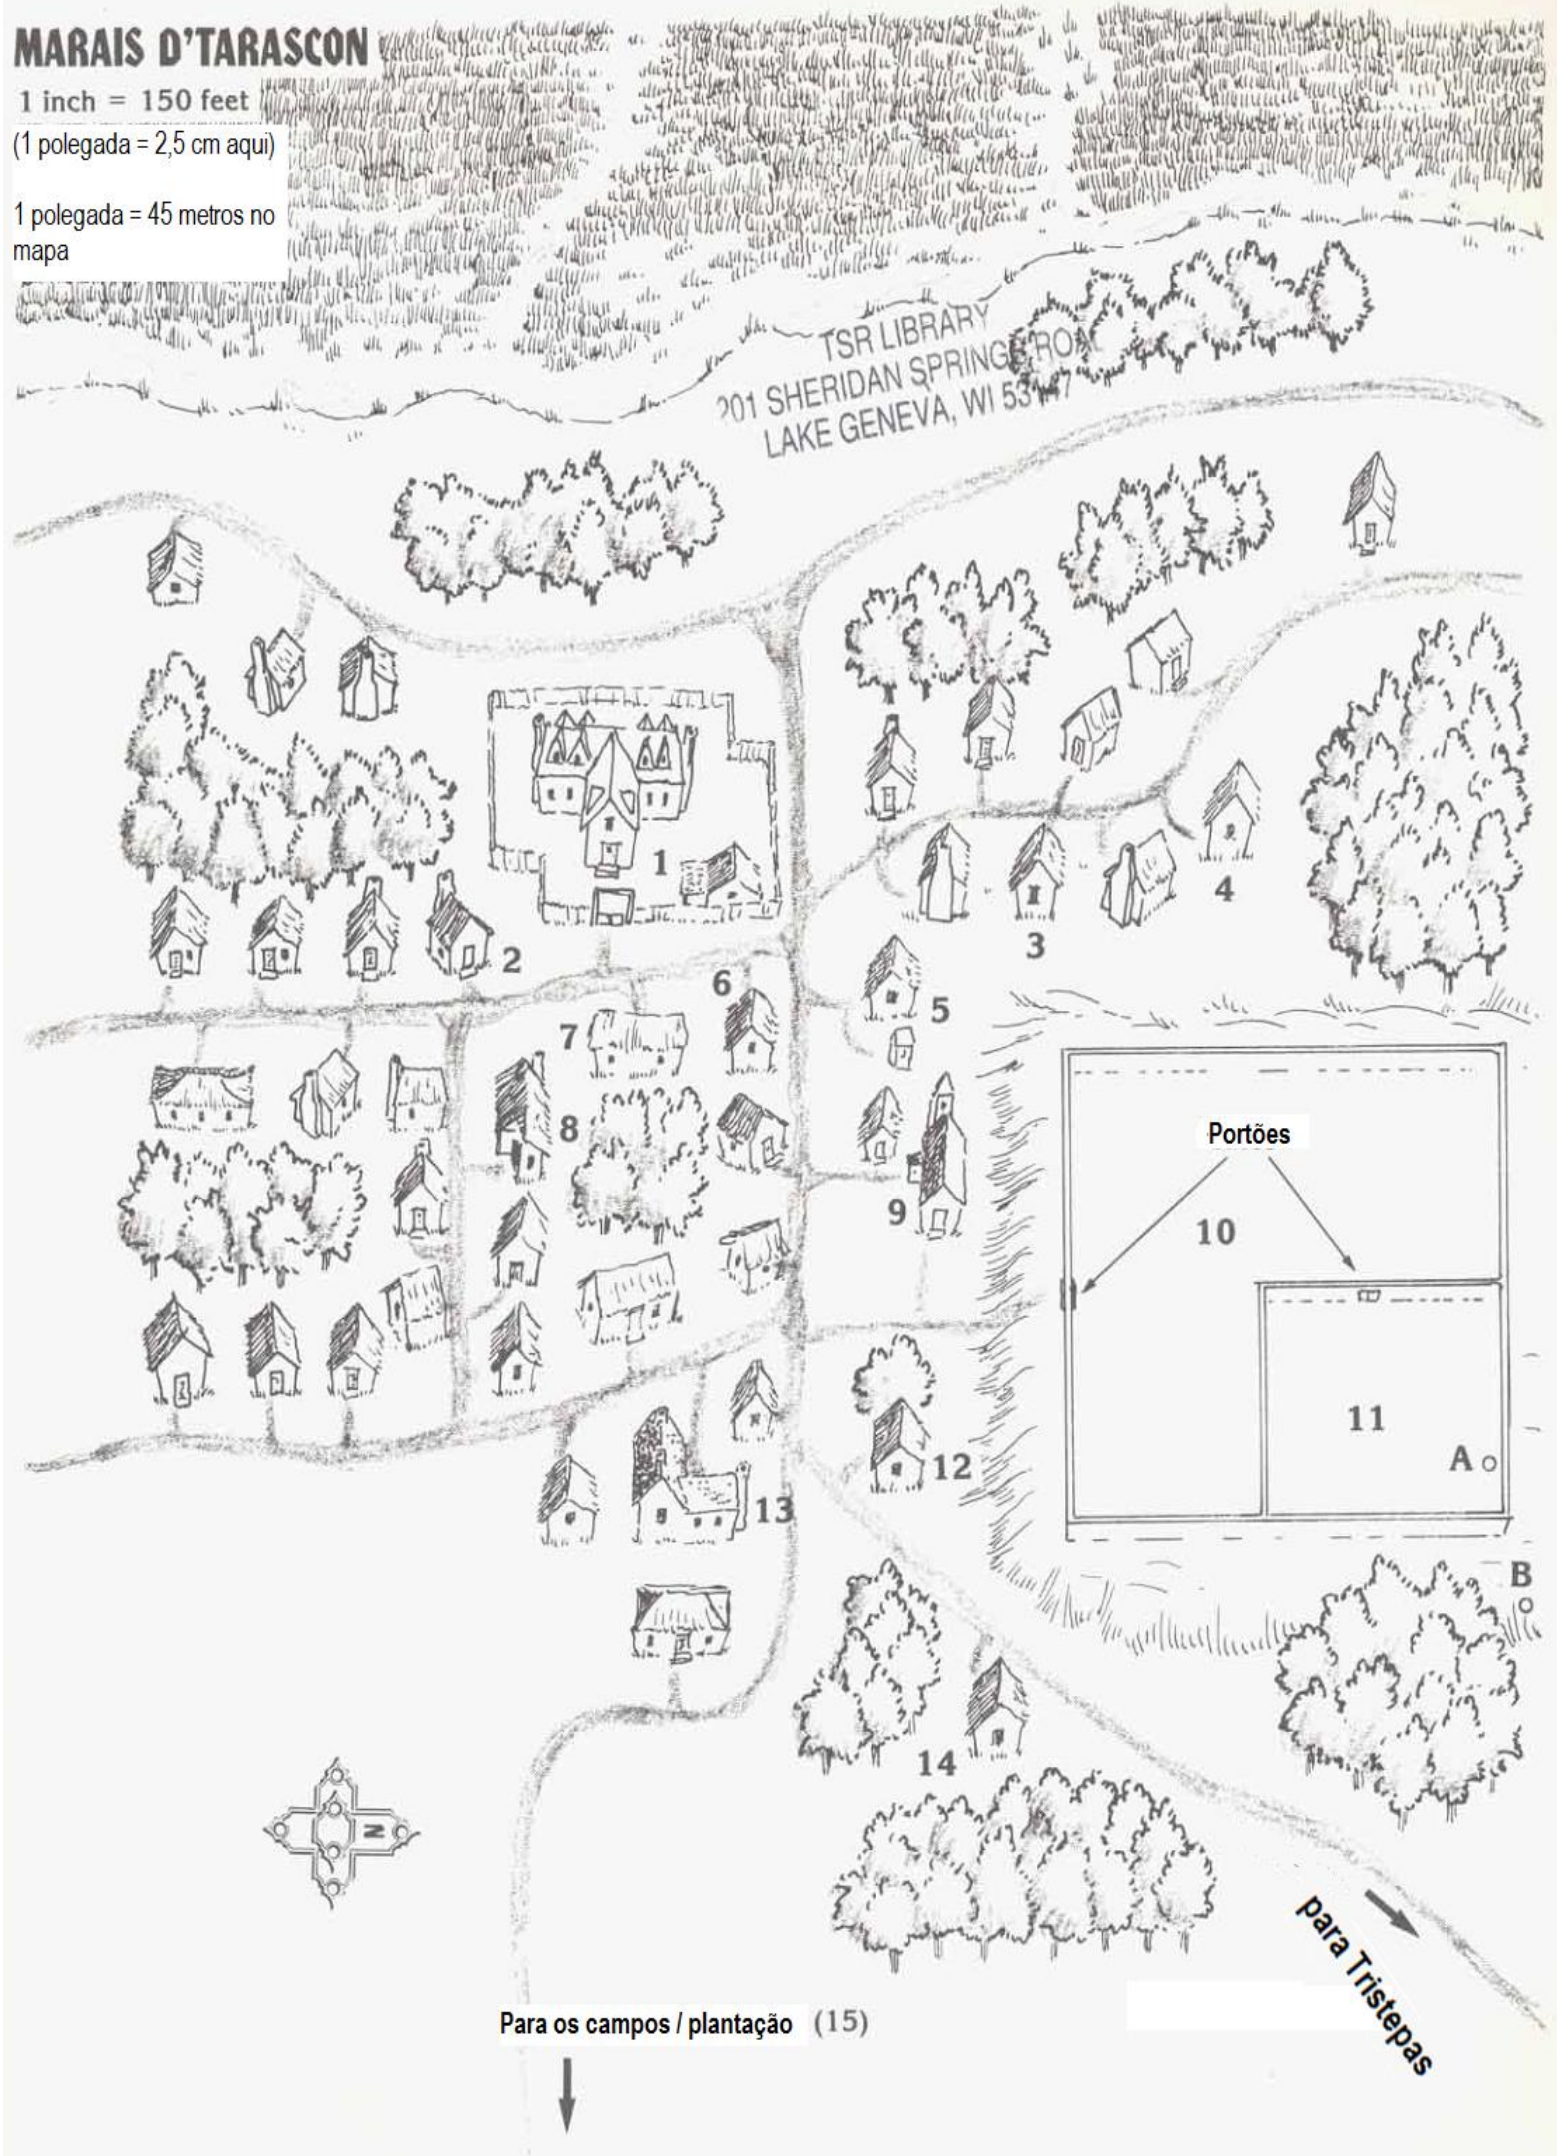 MARAIS D'TARASCON
1 inch = 150 feet
(1 polegada = 2,5 cm aqui)
1 polegada = 45 metros no
mapa
TSR LIBRARY
201 SHERIDAN SPRINGS ROAD
LAKE GENEVA, WI 53147
1
2
3
4
5
6
7
8
9
Portões
10
11
A
12
13
B
14
N
para Tristepas
Para os campos / plantação (15)